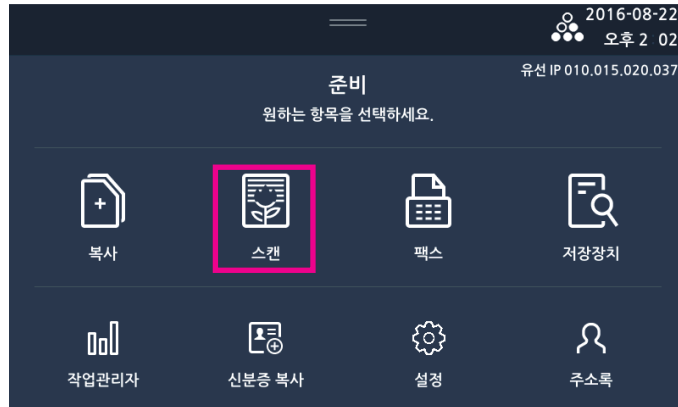 2016-08-22
오후 2 02
유선 IP 010.015.020.037
준비
원하는 항목을 선택하세요.
복사
스캔
팩스
저장장치
작업관리자
신분증 복사
설정
주소록